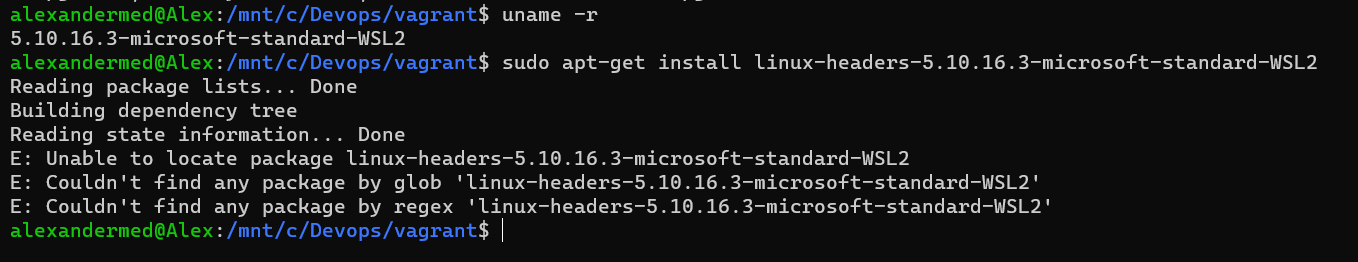 alexandermed@Alex:/mnt/c/Devops/vagrant$ uname -r
5.10.16.3-microsoft-standard-WSL2
alexandermed@Alex:/mnt/c/Devops/vagrant$ sudo apt-get install linux-headers-5.10.16.3-microsoft-standard-WSL2
Reading package lists... Done
Building dependency tree
Reading state information... Done
E: Unable to locate package linux-headers-5.10.16.3-microsoft-standard-WSL2
E: Couldn't find any package by glob 'linux-headers-5.10.16.3-microsoft-standard-WSL2'
E: Couldn't find any package by regex 'linux-headers-5.10.16.3-microsoft-standard-WSL2'
alexandermed@Alex:/mnt/c/Devops/vagrant$